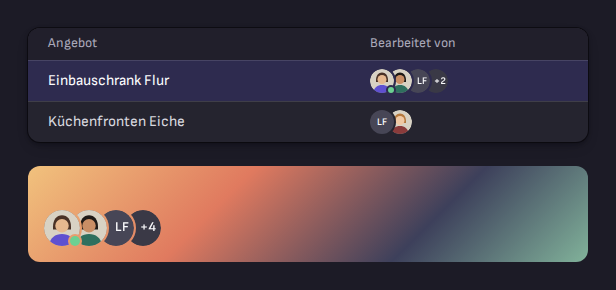 Angebot Bearbeitet von
Einbauschrank Flur LF +2
Küchenfronten Eiche LF
LF +4